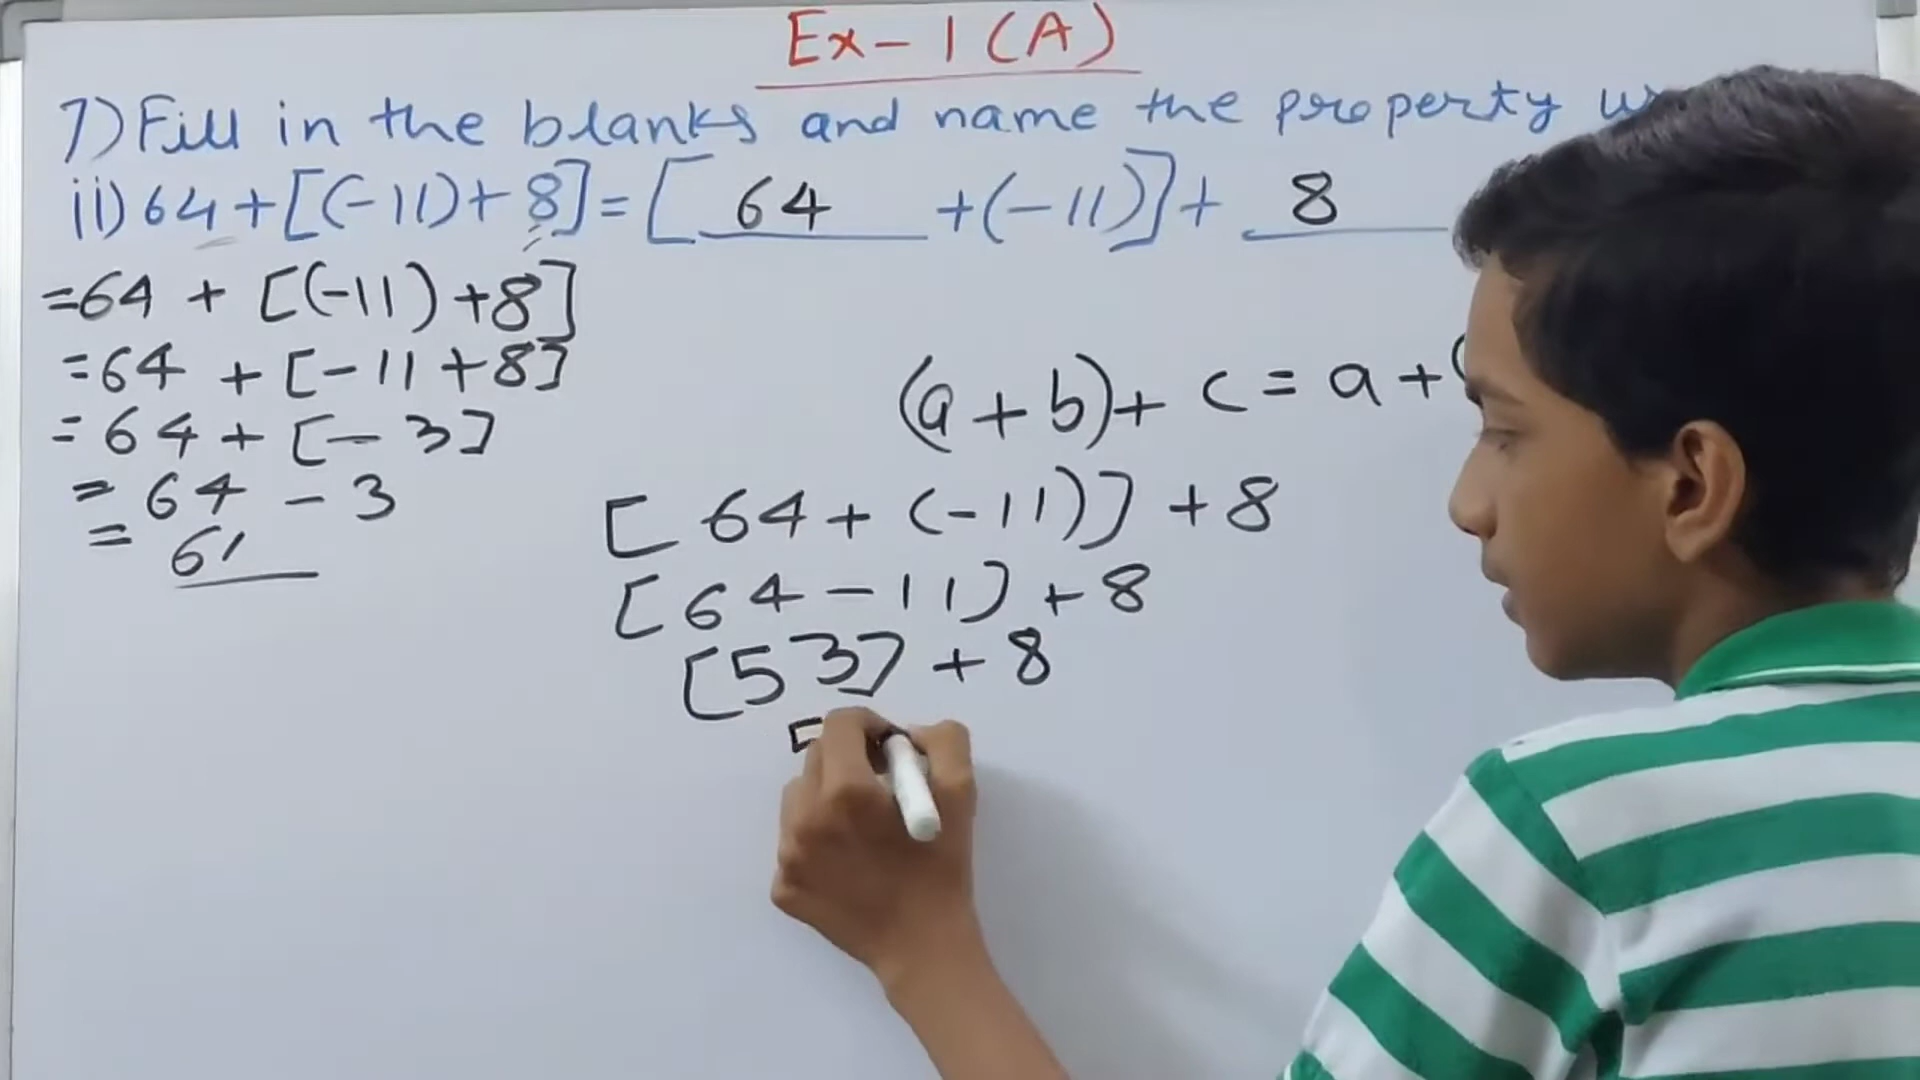 Ex-1(A)
7) Fill in the blanks and name the property
ii) 64+[(-11)+8]=[ 64 +(-11)]+ 8
=64 + [(-11)+8]
=64 + [-11+8]
=64+[-3]
=64-3
=61
(a+b)+c=a+
[64+(-11)]+8
[64-11]+8
[53]+8